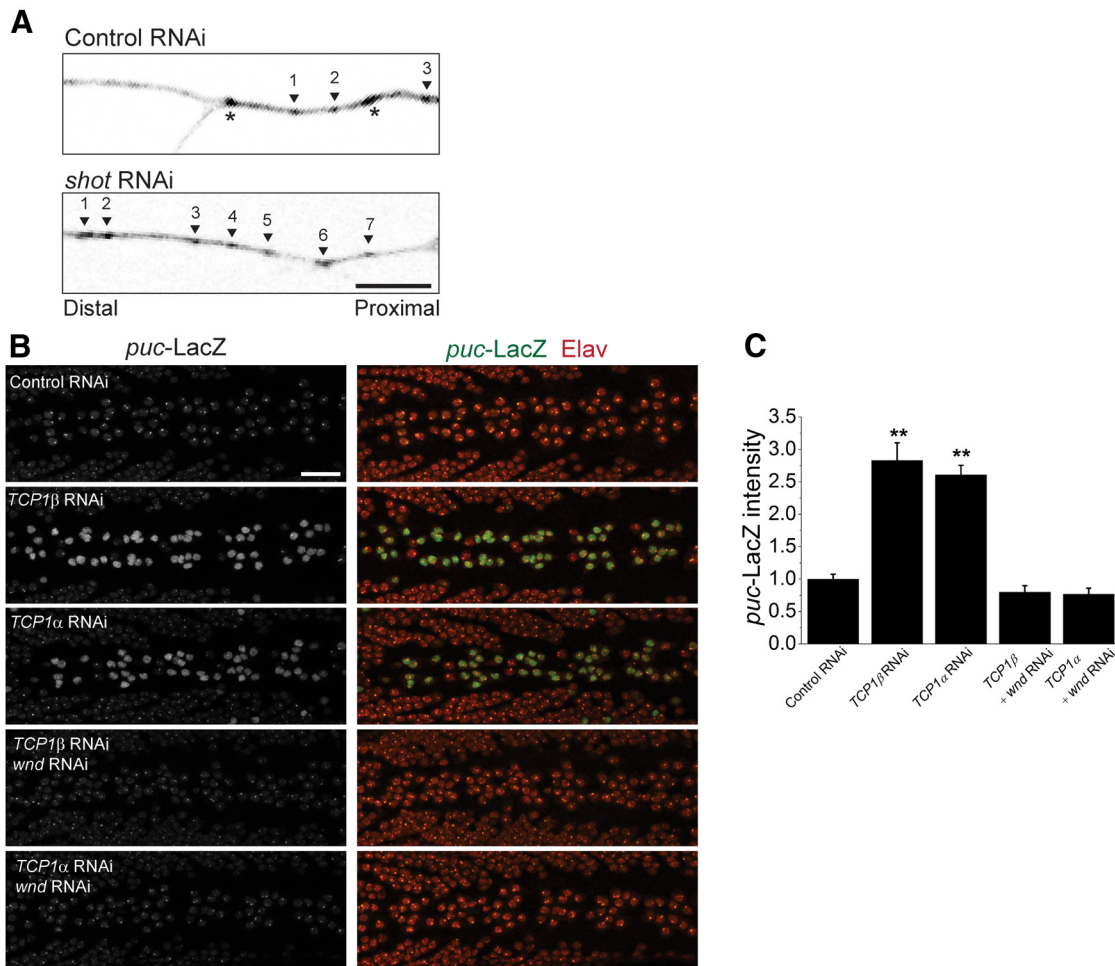 A
Control RNAi
1 2 3
* *
shot RNAi
1 2 3 4 5 6 7
Distal Proximal
B
puc-LacZ puc-LacZ Elav
Control RNAi
TCP1β RNAi
TCP1α RNAi
TCP1β RNAi
wnd RNAi
TCP1α RNAi
wnd RNAi
C
puc-LacZ intensity
3.5
3.0
2.5
2.0
1.5
1.0
0.5
0.0
** **
Control RNAi
TCP1β RNAi
TCP1α RNAi
TCP1β
+ wnd RNAi
TCP1α
+ wnd RNAi